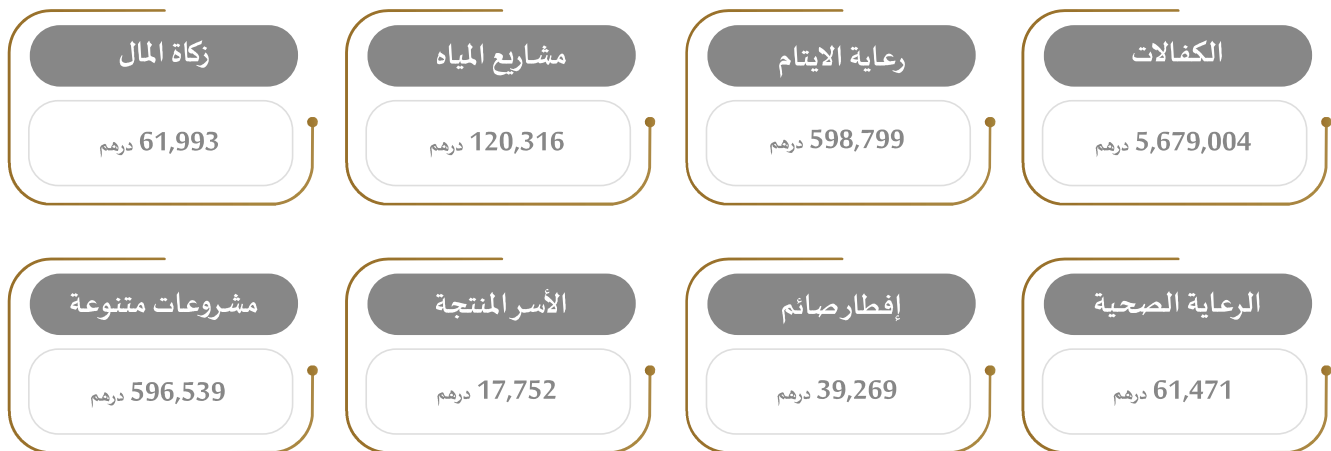 الكفالات
5,679,004 درهم
رعاية الايتام
598,799 درهم
مشاريع المياه
120,316 درهم
زكاة المال
61,993 درهم
الرعاية الصحية
61,471 درهم
إفطار صائم
39,269 درهم
الأسر المنتجة
17,752 درهم
مشروعات متنوعة
596,539 درهم